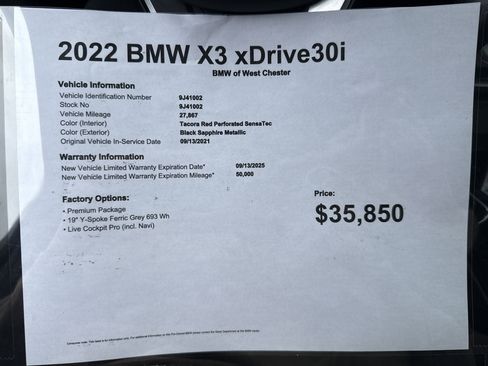 2022 BMW X3 xDrive30i
BMW of West Chester
Vehicle Information
Vehicle Identification Number 9J41002
Stock No 9J41002
Vehicle Mileage 27,867
Color (Interior) Tacora Red Perforated SensaTec
Color (Exterior) Black Sapphire Metallic
Original Vehicle In-Service Date 09/13/2021
Warranty Information
New Vehicle Limited Warranty Expiration Date* 09/13/2025
New Vehicle Limited Warranty Expiration Mileage* 50,000
Factory Options:
• Premium Package
• 19" Y-Spoke Ferric Grey 693 Wh
• Live Cockpit Pro (incl. Navi)
Price:
$35,850